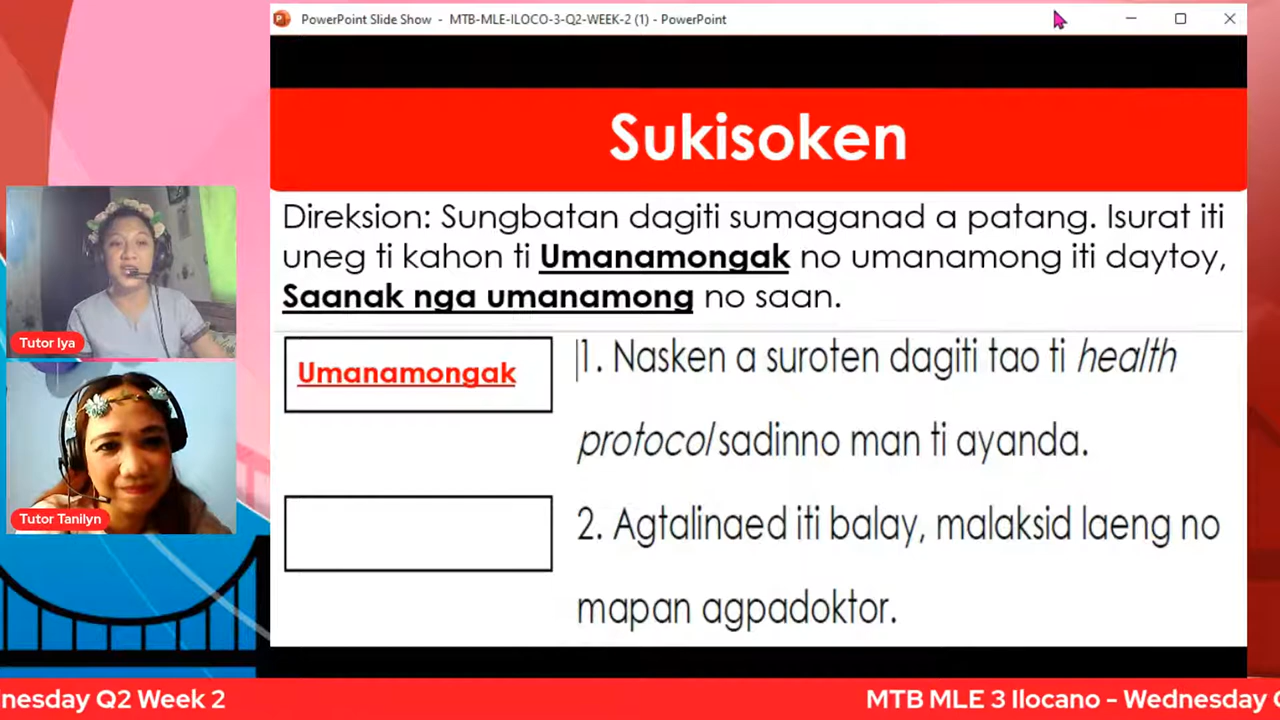 PowerPoint Slide Show - MTB-MLE-ILOCO-3-Q2-WEEK-2 (1) - PowerPoint
Sukisoken
Direksion: Sungbatan dagiti sumaganad a patang. Isurat iti
uneg ti kahon ti Umanamongak no umanamong iti daytoy,
Saanak nga umanamong no saan.
Umanamongak
1. Nasken a suroten dagiti tao ti health
protocol sadinno man ti ayanda.
2. Agtalinaed iti balay, malaksid laeng no
mapan agpadoktor.
Tutor Iya
Tutor Tanilyn
nesday Q2 Week 2
MTB MLE 3 Ilocano - Wednesday Q